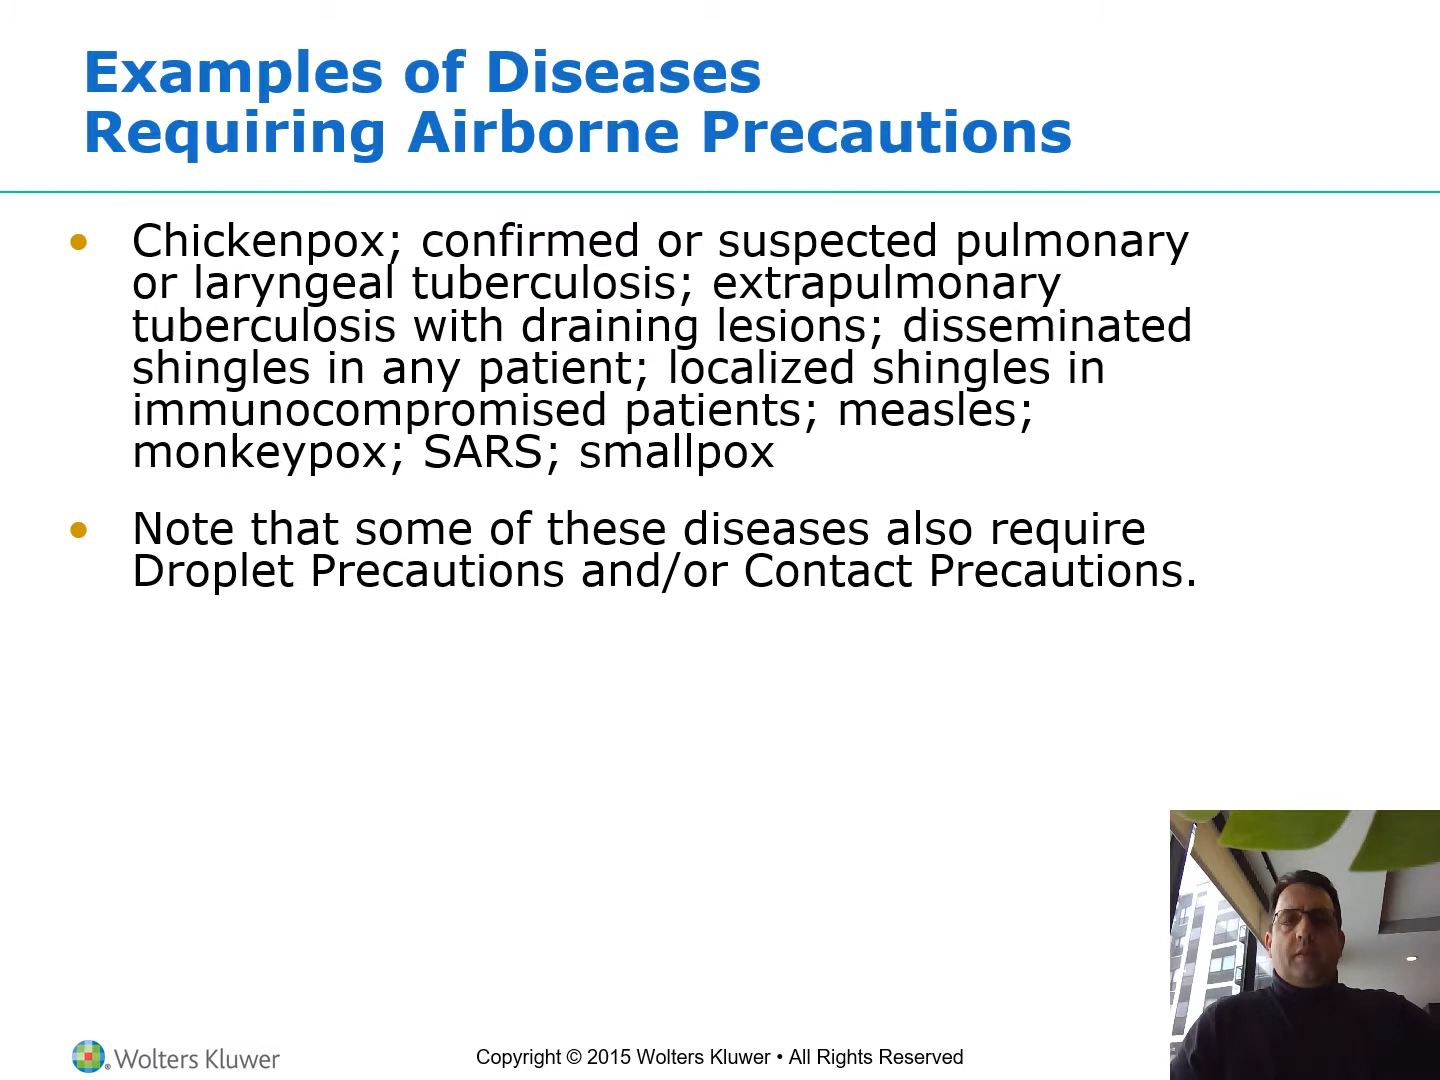 Examples of Diseases
Requiring Airborne Precautions
• Chickenpox; confirmed or suspected pulmonary
or laryngeal tuberculosis; extrapulmonary
tuberculosis with draining lesions; disseminated
shingles in any patient; localized shingles in
immunocompromised patients; measles;
monkeypox; SARS; smallpox
• Note that some of these diseases also require
Droplet Precautions and/or Contact Precautions.
Wolters Kluwer
Copyright © 2015 Wolters Kluwer • All Rights Reserved